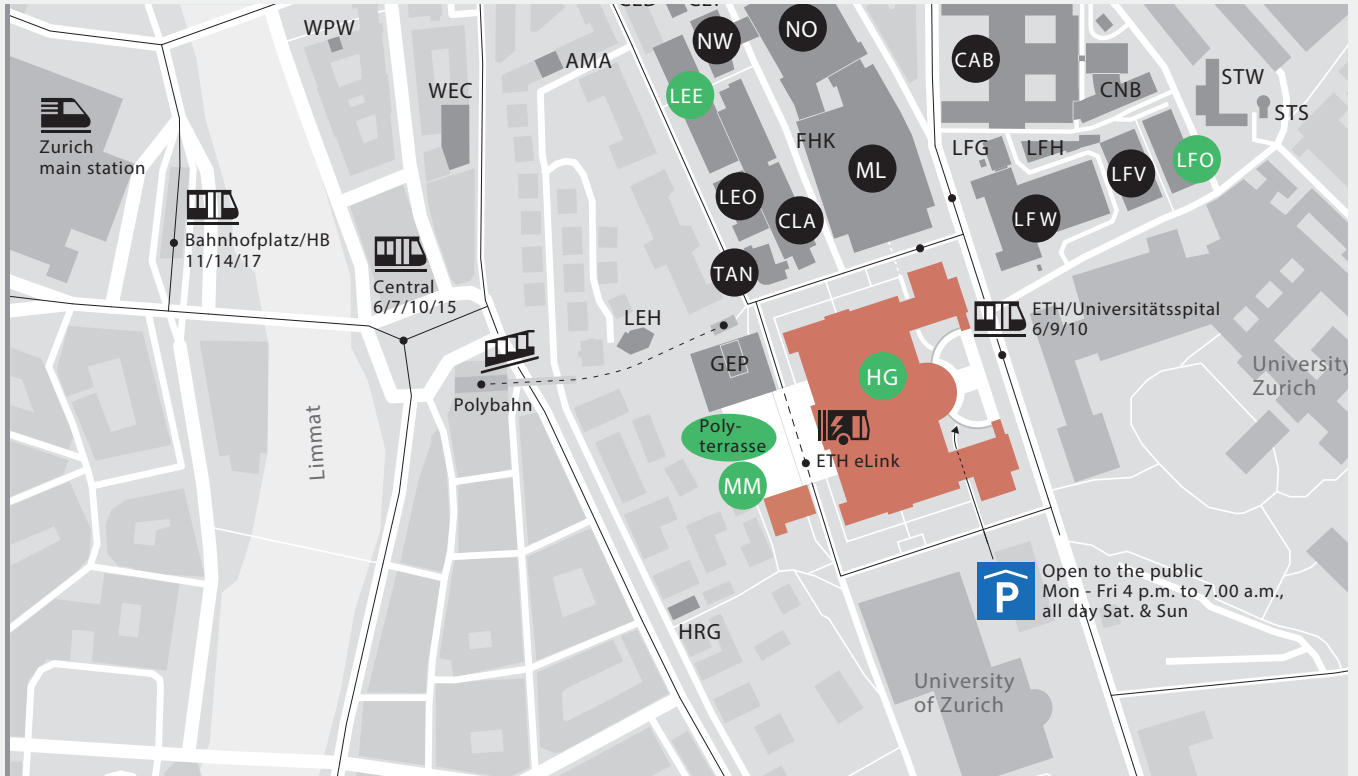 WPW
AMA
NW
NO
CAB
LEE
WEC
CNB
STW
STS
Zurich
main station
FHK
ML
LFG
LFH
LFV
LFO
LEO
CLA
LFW
Bahnhofplatz/HB
11/14/17
Central
6/7/10/15
TAN
LEH
ETH/Universitätsspital
6/9/10
GEP
HG
University
Zurich
Polybahn
Limmat
Poly-
terrasse
ETH eLink
MM
P
Open to the public
Mon - Fri 4 p.m. to 7.00 a.m.,
all day Sat. & Sun
HRG
University
of Zurich